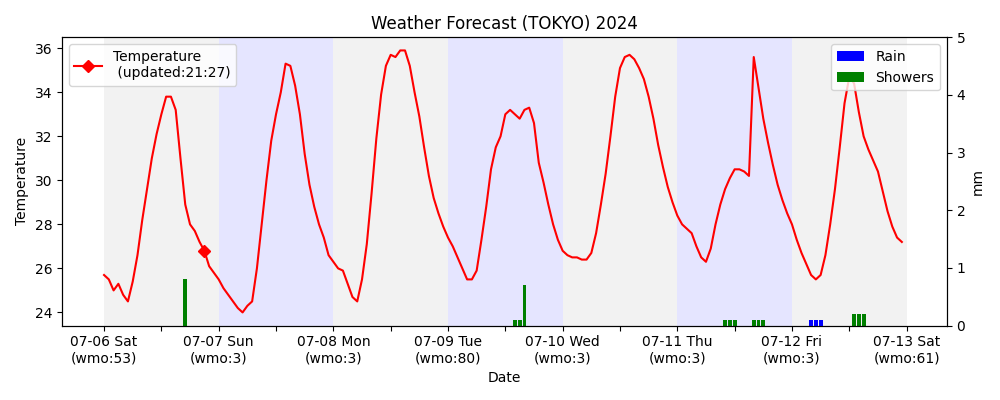 Weather Forecast (TOKYO) 2024
Temperature
(updated:21:27)
Rain
Showers
36
34
32
30
28
26
24
Temperature
5
4
3
2
1
0
mm
07-06 Sat
(wmo:53)
07-07 Sun
(wmo:3)
07-08 Mon
(wmo:3)
07-09 Tue
(wmo:80)
07-10 Wed
(wmo:3)
07-11 Thu
(wmo:3)
07-12 Fri
(wmo:3)
07-13 Sat
(wmo:61)
Date